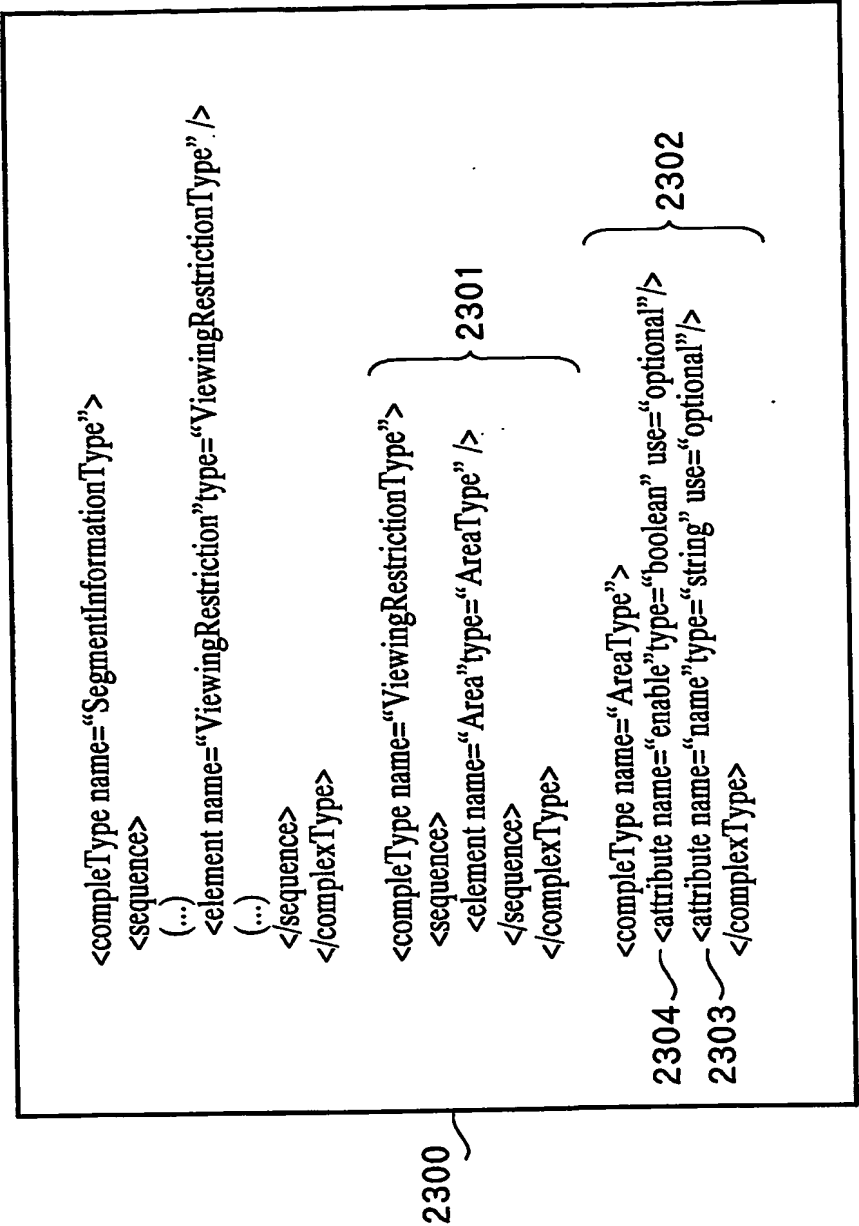 <compleType name=“SegmentInformationType”>
<sequence>
(...)
<element name=“ViewingRestriction”type=“ViewingRestrictionType” />
(...)
</sequence>
</complexType>
<compleType name=“ViewingRestrictionType”>
<sequence>
<element name=“Area”type=“AreaType” />
</sequence>
</complexType>
2301
<compleType name=“AreaType”>
2304 <attribute name=“enable”type=“boolean” use=“optional”/>
2303 <attribute name=“name”type=“string” use=“optional”/>
</complexType>
2302
2300